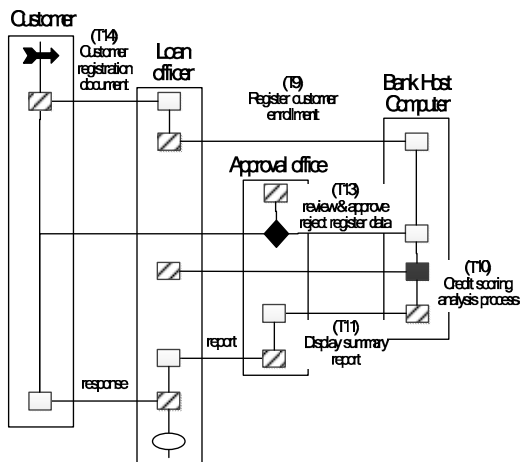 Customer
(T14)
Customer
registration
document
Loan
officer
(T9)
Register customer
enrollment
Bank Host
Computer
Approval office
(T13)
review & approve
reject register data
(T10)
Credit scoring
analysis process
(T11)
Display summary
report
report
response